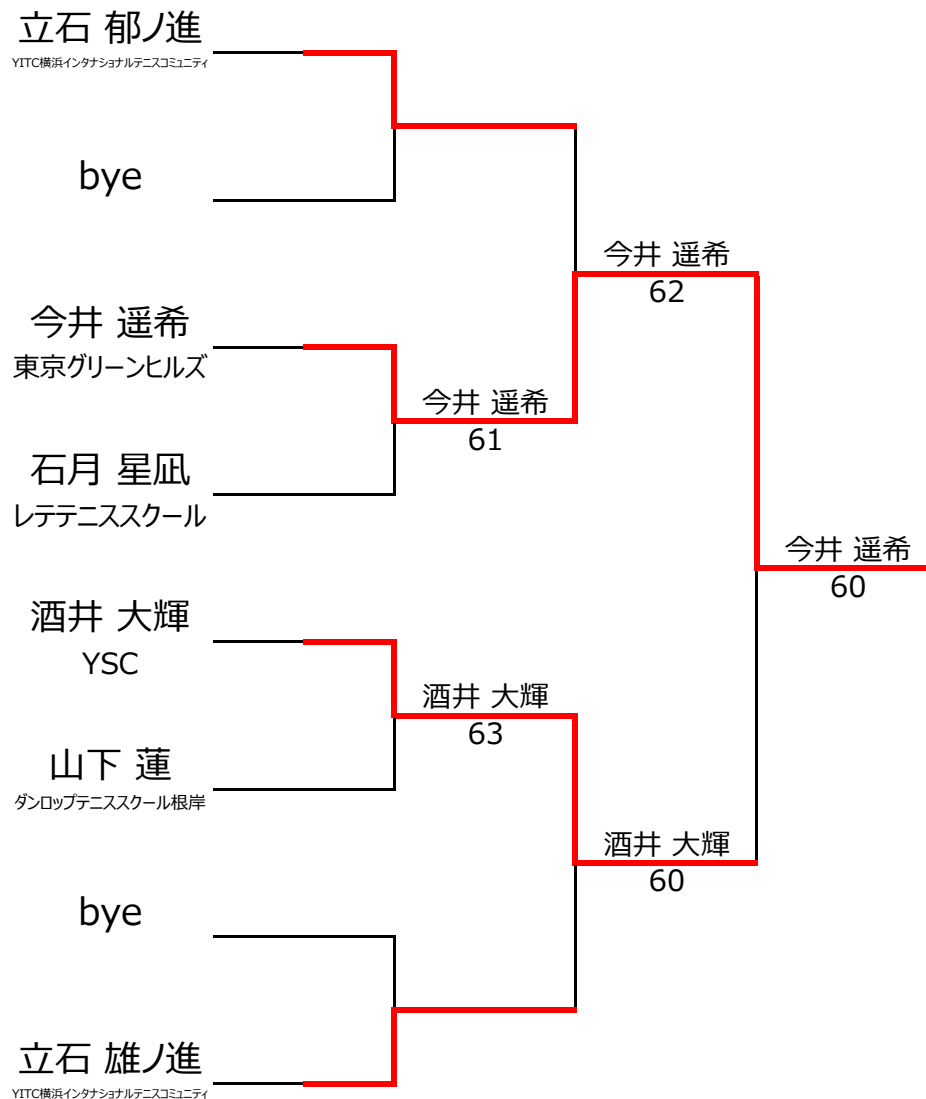 立石 郁ノ進
YITC横浜インタナショナルテニスコミュニティ
bye
今井 遥希
東京グリーンヒルズ
石月 星凪
レテテニススクール
酒井 大輝
YSC
山下 蓮
ダンロップテニススクール根岸
bye
立石 雄ノ進
YITC横浜インタナショナルテニスコミュニティ
今井 遥希
61
酒井 大輝
63
今井 遥希
62
酒井 大輝
60
今井 遥希
60